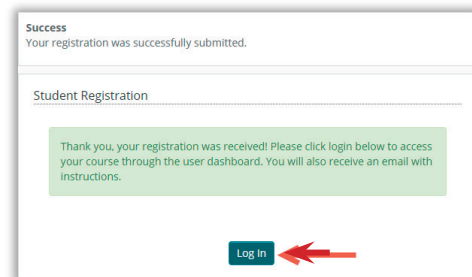 Success
Your registration was successfully submitted.
Student Registration
Thank you, your registration was received! Please click login below to access
your course through the user dashboard. You will also receive an email with
instructions.
Log In